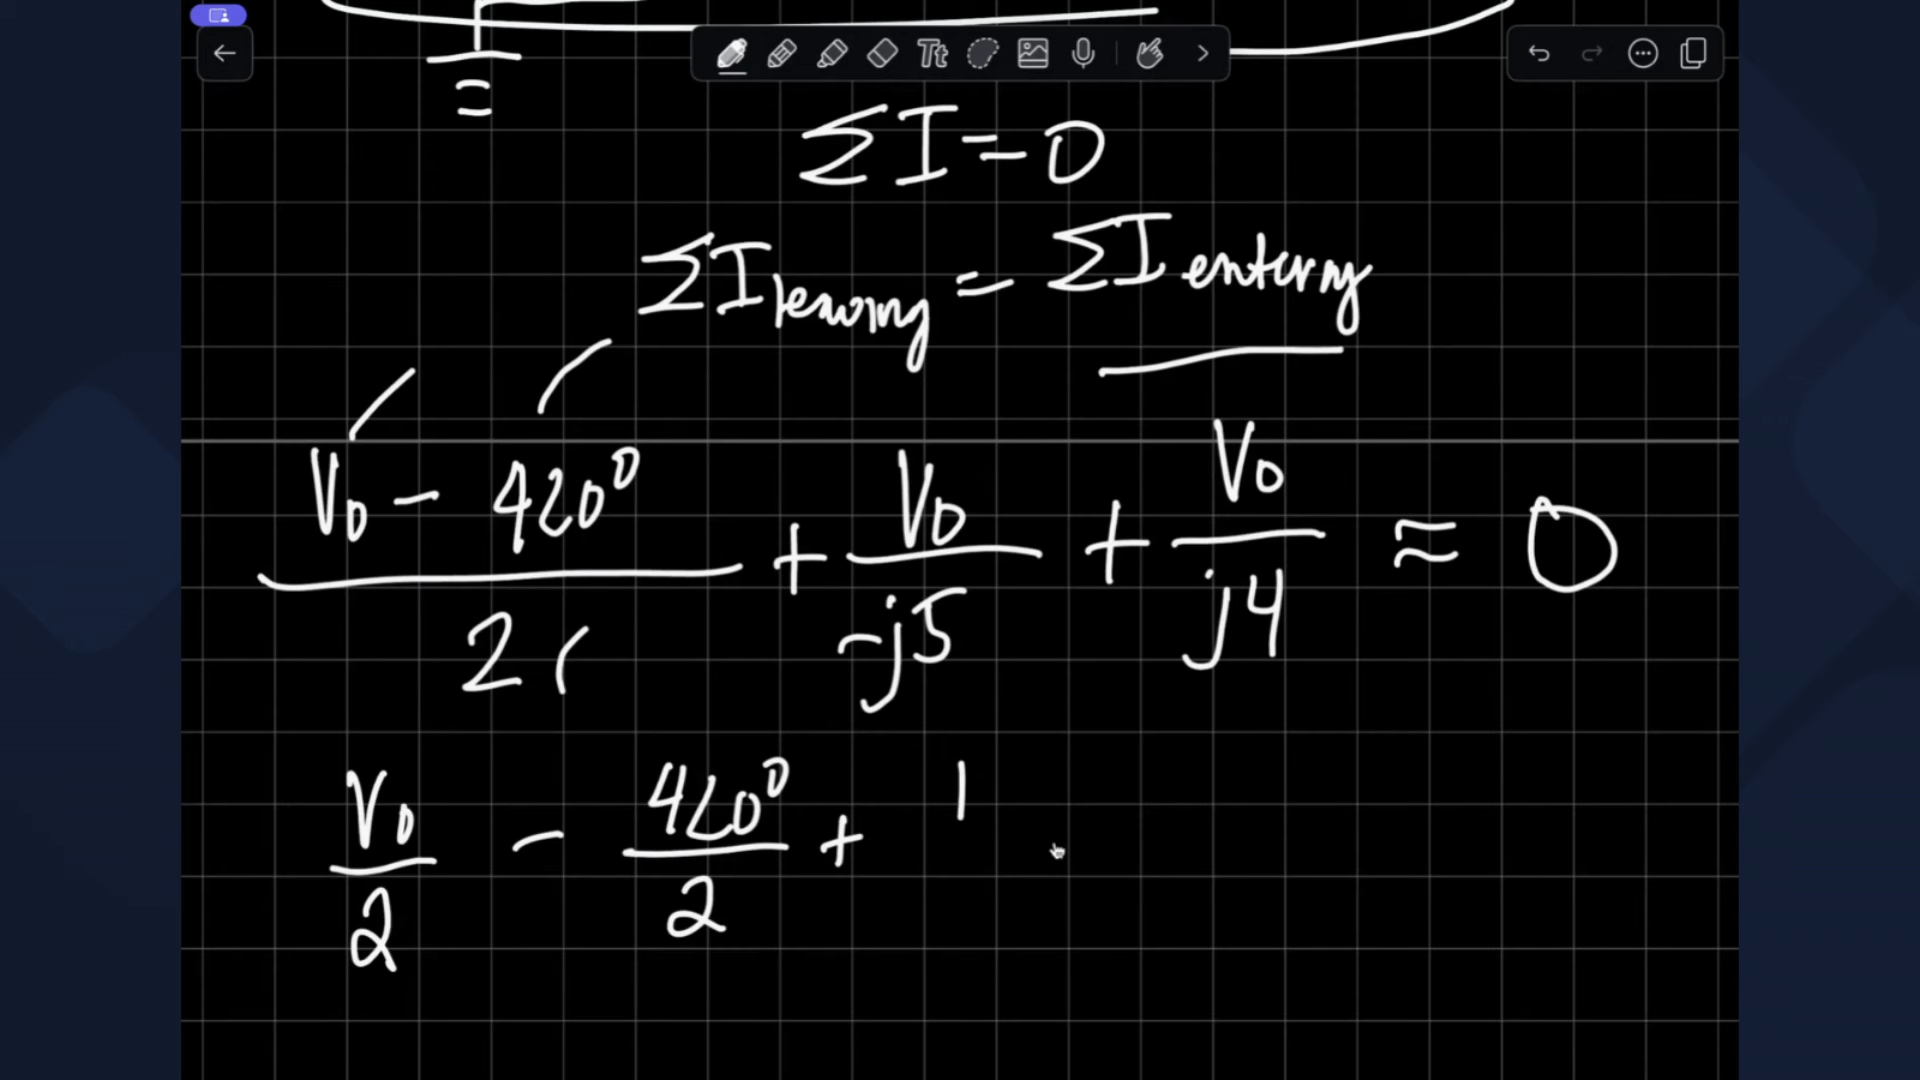 ΣI=0
ΣI leaving = ΣI entering
V0 - 4∠0° / 2 + V0 / -j5 + V0 / j4 = 0
V0 / 2 - 4∠0° / 2 + 1